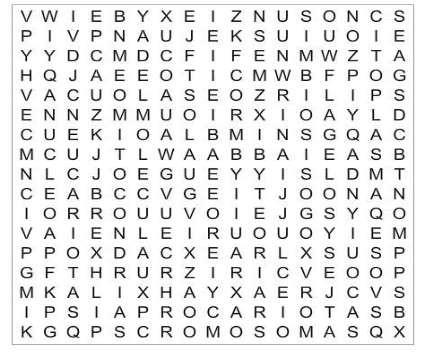 V W I E B Y X E I Z N U S O N C S
P I V P N A U J E K S U I U O I E
Y Y D C M D C F I F E N M W Z T A
H Q J A E E O T I C M W B F P O G
V A C U O L A S E O Z R I L I P S
E N N Z M M U O I R X I O A Y L D
C U E K I O A L B M I N S G Q A C
M C U J T L W A A B B A I E A S B
N L C J O E G U E Y Y I S L D M T
C E A B C C V G E I T J O O N A N
I O R R O U U V O I E J G S Y Q O
V A I E N L E I R U O U O Y I E M
P P O X D A C X E A R L X S U S P
G F T H R U R Z I R I C V E O O P
M K A L I X H A Y X A E R J C V S
I P S I A P R O C A R I O T A S B
K G Q P S C R O M O S O M A S Q X